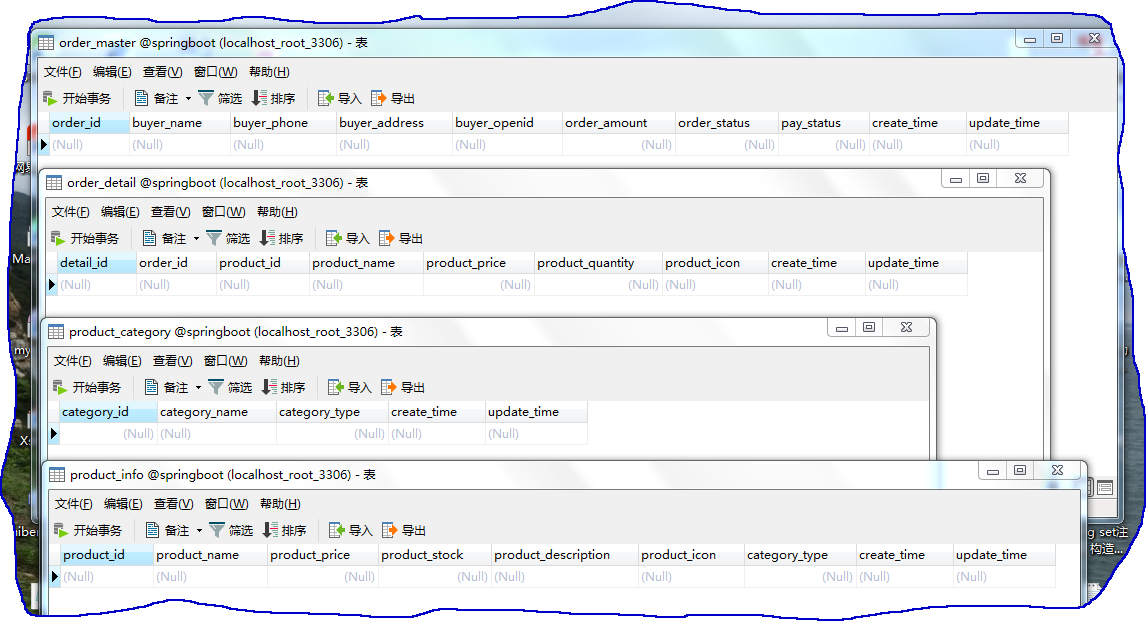 order_master @springboot (localhost_root_3306) - 表
文件(F) 编辑(E) 查看(V) 窗口(W) 帮助(H)
开始事务 备注 筛选 排序 导入 导出
order_id buyer_name buyer_phone buyer_address buyer_openid order_amount order_status pay_status create_time update_time
(Null) (Null) (Null) (Null) (Null) (Null) (Null) (Null) (Null) (Null)
order_detail @springboot (localhost_root_3306) - 表
文件(F) 编辑(E) 查看(V) 窗口(W) 帮助(H)
开始事务 备注 筛选 排序 导入 导出
detail_id order_id product_id product_name product_price product_quantity product_icon create_time update_time
(Null) (Null) (Null) (Null) (Null) (Null) (Null) (Null) (Null)
product_category @springboot (localhost_root_3306) - 表
文件(F) 编辑(E) 查看(V) 窗口(W) 帮助(H)
开始事务 备注 筛选 排序 导入 导出
category_id category_name category_type create_time update_time
(Null) (Null) (Null) (Null) (Null)
product_info @springboot (localhost_root_3306) - 表
文件(F) 编辑(E) 查看(V) 窗口(W) 帮助(H)
开始事务 备注 筛选 排序 导入 导出
product_id product_name product_price product_stock product_description product_icon category_type create_time update_time
(Null) (Null) (Null) (Null) (Null) (Null) (Null) (Null) (Null)
g set注
构造...